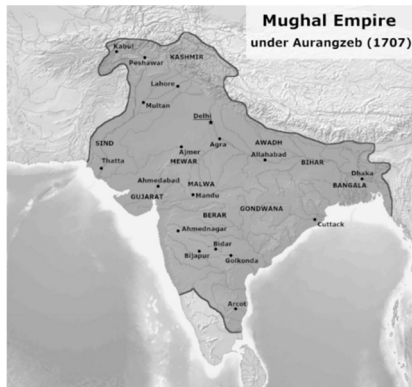 Mughal Empire
under Aurangzeb (1707)
Kabul
KASHMIR
Peshawar
Lahore
Multan
Delhi
SIND
Agra
AWADH
Ajmer
Thatta
MEWAR
Allahabad
BIHAR
Dhaka
Ahmedabad
MALWA
BANGALA
GUJARAT
Mandu
GONDWANA
BERAR
Cuttack
Ahmednagar
Bidar
Bijapur
Golkonda
Arcot